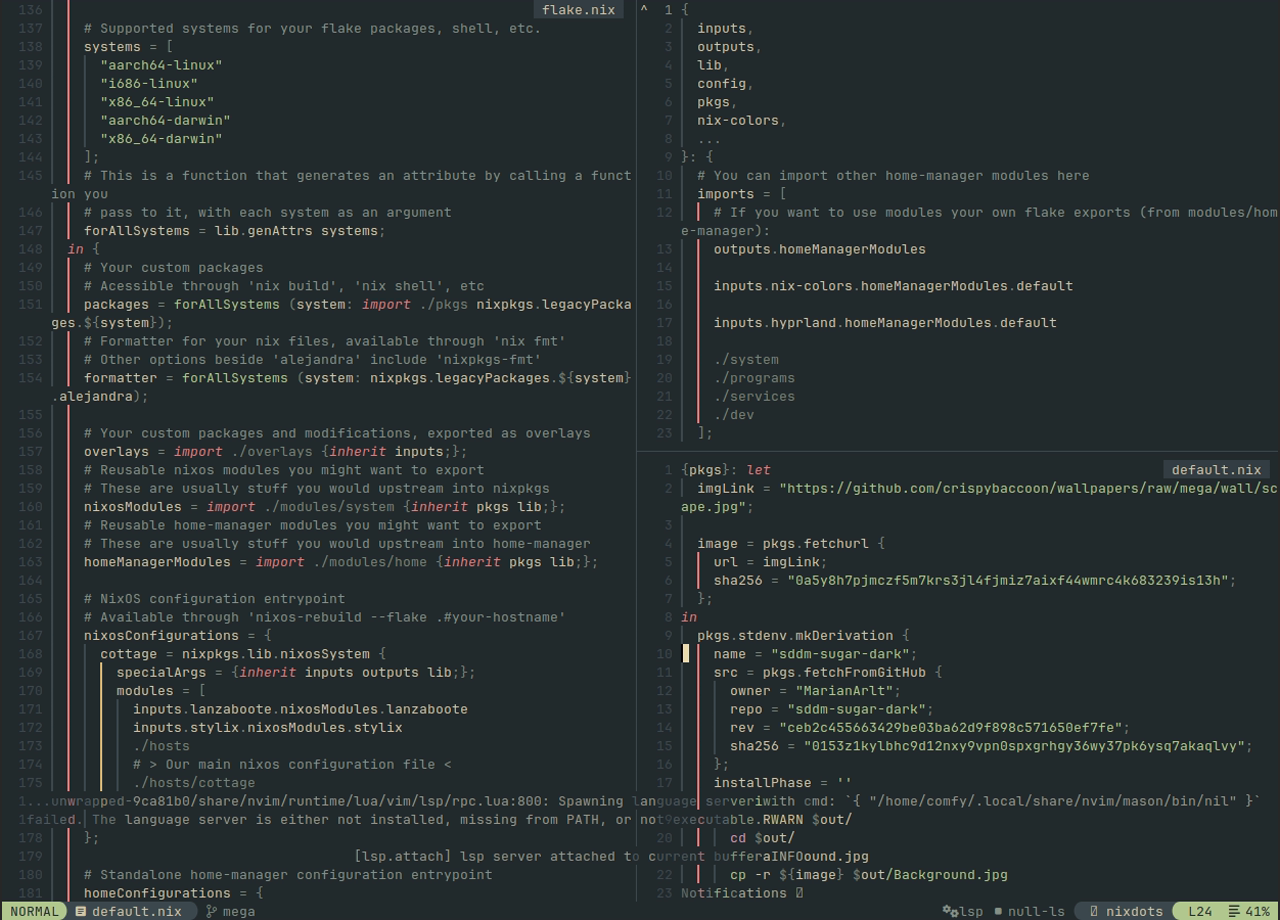 136
flake.nix
137 # Supported systems for your flake packages, shell, etc.
138 systems = [
139 "aarch64-linux"
140 "i686-linux"
141 "x86_64-linux"
142 "aarch64-darwin"
143 "x86_64-darwin"
144 ];
145 # This is a function that generates an attribute by calling a funct
ion you
146 # pass to it, with each system as an argument
147 forAllSystems = lib.genAttrs systems;
148 in {
149 # Your custom packages
150 # Acessible through 'nix build', 'nix shell', etc
151 packages = forAllSystems (system: import ./pkgs nixpkgs.legacyPacka
ges.${system});
152 # Formatter for your nix files, available through 'nix fmt'
153 # Other options beside 'alejandra' include 'nixpkgs-fmt'
154 formatter = forAllSystems (system: nixpkgs.legacyPackages.${system}
.alejandra);
155
156 # Your custom packages and modifications, exported as overlays
157 overlays = import ./overlays {inherit inputs;};
158 # Reusable nixos modules you might want to export
159 # These are usually stuff you would upstream into nixpkgs
160 nixosModules = import ./modules/system {inherit pkgs lib;};
161 # Reusable home-manager modules you might want to export
162 # These are usually stuff you would upstream into home-manager
163 homeManagerModules = import ./modules/home {inherit pkgs lib;};
164
165 # NixOS configuration entrypoint
166 # Available through 'nixos-rebuild --flake .#your-hostname'
167 nixosConfigurations = {
168 cottage = nixpkgs.lib.nixosSystem {
169 specialArgs = {inherit inputs outputs lib;};
170 modules = [
171 inputs.lanzaboote.nixosModules.lanzaboote
172 inputs.stylix.nixosModules.stylix
173 ./hosts
174 # > Our main nixos configuration file <
175 ./hosts/cottage
^ 1 {
2 inputs,
3 outputs,
4 lib,
5 config,
6 pkgs,
7 nix-colors,
8 ...
9 }: {
10 # You can import other home-manager modules here
11 imports = [
12 # If you want to use modules your own flake exports (from modules/hom
e-manager):
13 outputs.homeManagerModules
14
15 inputs.nix-colors.homeManagerModules.default
16
17 inputs.hyprland.homeManagerModules.default
18
19 ./system
20 ./programs
21 ./services
22 ./dev
23 ];
1 {pkgs}: let
default.nix
2 imgLink = "https://github.com/crispybaccoon/wallpapers/raw/mega/wall/sc
ape.jpg";
3
4 image = pkgs.fetchurl {
5 url = imgLink;
6 sha256 = "0a5y8h7pjmczf5m7krs3jl4fjmiz7aixf44wmrc4k683239is13h";
7 };
8 in
9 pkgs.stdenv.mkDerivation {
10 name = "sddm-sugar-dark";
11 src = pkgs.fetchFromGitHub {
12 owner = "MarianArlt";
13 repo = "sddm-sugar-dark";
14 rev = "ceb2c455663429be03ba62d9f898c571650ef7fe";
15 sha256 = "0153z1kylbhc9d12nxy9vpn0spxgrhgy36wy37pk6ysq7akaqlvy";
16 };
17 installPhase = ''
1...unwrapped-9ca81b0/share/nvim/runtime/lua/vim/lsp/rpc.lua:800: Spawning language serveriwith cmd: `{ "/home/comfy/.local/share/nvim/mason/bin/nil" }`
1failed. The language server is either not installed, missing from PATH, or not9executable.RWARN $out/
178 };
20 cd $out/
179 [lsp.attach] lsp server attached to current bufferaINFOound.jpg
180 # Standalone home-manager configuration entrypoint
22 cp -r ${image} $out/Background.jpg
181 homeConfigurations = {
23 Notifications
NORMAL default.nix mega lsp null-ls nixdots L24 41%